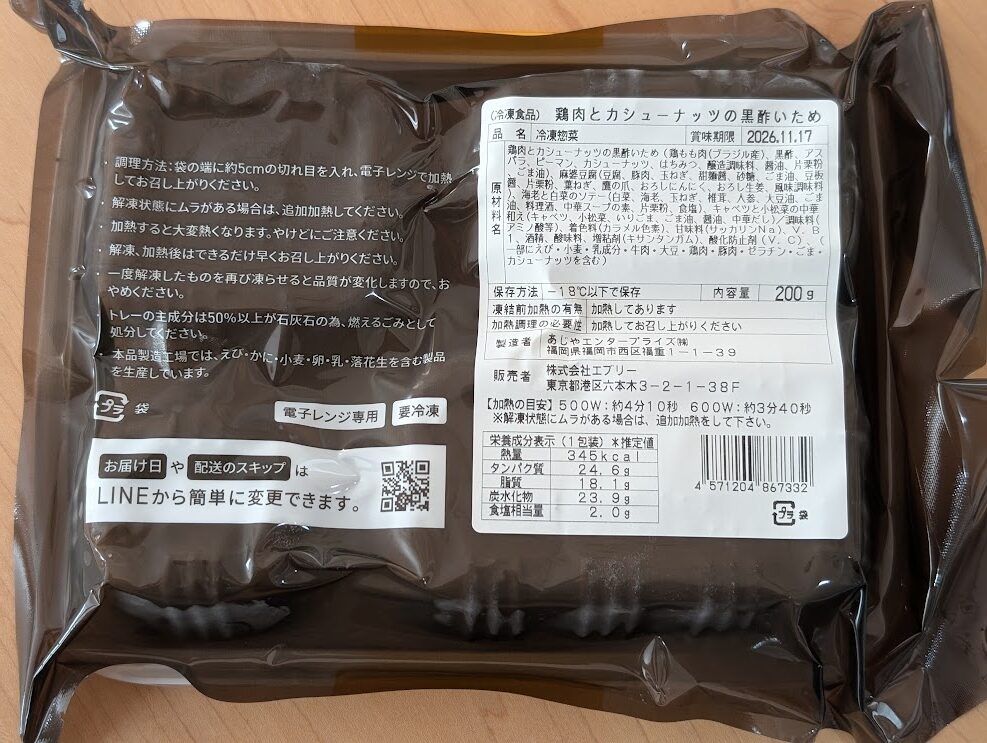 ・調理方法:袋の端に約5cmの切れ目を入れ、電子レンジで加熱
してお召し上がりください。
・解凍状態にムラがある場合は、追加加熱してください。
・加熱すると大変熱くなります。やけどにご注意ください。
・解凍、加熱後はできるだけ早くお召し上がりください。
・一度解凍したものを再び凍らせると品質が変化しますので、お
やめください。
・トレーの主成分は50%以上が石灰石の為、燃えるごみとして
処分してください。
・本品製造工場では、えび・かに・小麦・卵・乳・落花生を含む製品
を生産しています。
プラ 袋
電子レンジ専用 要冷凍
お届け日 や 配送のスキップ は
LINEから簡単に変更できます。
(冷凍食品) 鶏肉とカシューナッツの黒酢いため
品名 冷凍惣菜 賞味期限 2026.11.17
原材料名
鶏肉とカシューナッツの黒酢いため(鶏もも肉(ブラジル産)、黒酢、アス
パラ、ピーマン、カシューナッツ、はちみつ、醸造調味料、醤油、片栗粉
、ごま油)、麻婆豆腐(豆腐、豚肉、玉ねぎ、甜麺醤、砂糖、ごま油、豆板
醤、片栗粉、葉ねぎ、鷹の爪、おろしにんにく、おろし生姜、風味調味料
)、海老と白菜のソテー(白菜、海老、玉ねぎ、椎茸、人参、大豆油、ごま
油、料理酒、中華スープの素、片栗粉、食塩)、キャベツと小松菜の中華
和え(キャベツ、小松菜、いりごま、ごま油、醤油、中華だし)/調味料(
アミノ酸等)、着色料(カラメル色素)、甘味料(サッカリンNa)、V.B
1、酒精、酸味料、増粘剤(キサンタンガム)、酸化防止剤(V.C)、(
一部にえび・小麦・乳成分・牛肉・大豆・鶏肉・豚肉・ゼラチン・ごま・
カシューナッツを含む)
保存方法 -18℃以下で保存 内容量 200g
凍結前加熱の有無 加熱してあります
加熱調理の必要性 加熱してお召し上がりください
製造者 あじゃエンタープライズ㈱
福岡県福岡市西区福重1-1-39
販売者 株式会社エブリー
東京都港区六本木3-2-1-38F
【加熱の目安】500W:約4分10秒 600W:約3分40秒
※解凍状態にムラがある場合は、追加加熱をして下さい。
栄養成分表示(1包装)*推定値
熱量 345kcal
タンパク質 24.6g
脂質 18.1g
炭水化物 23.9g
食塩相当量 2.0g
4 571204 867332
プラ 袋